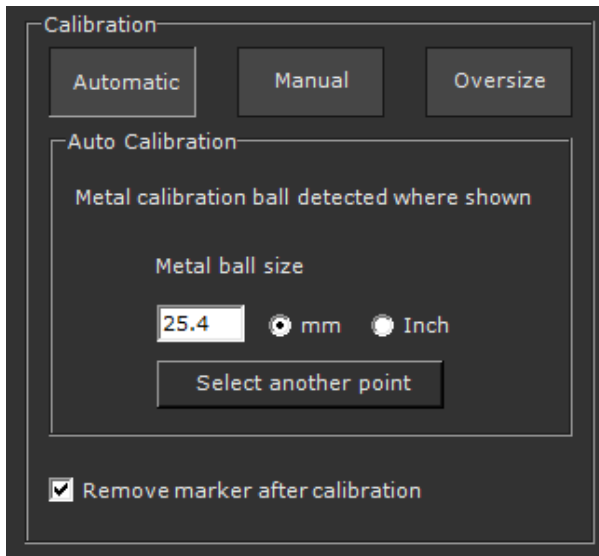 Calibration
Automatic Manual Oversize
Auto Calibration
Metal calibration ball detected where shown
Metal ball size
25.4 mm Inch
Select another point
Remove marker after calibration